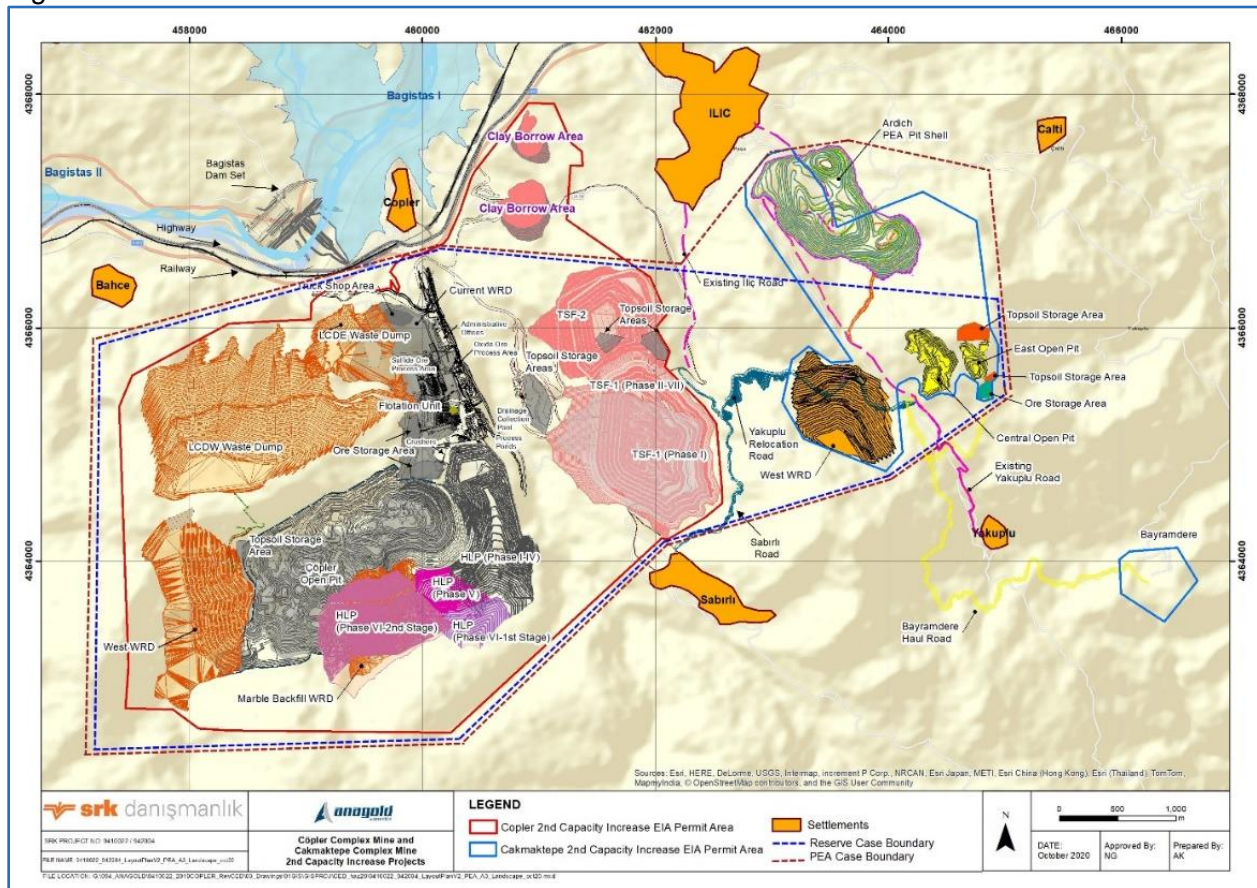 458000
460000
462000
464000
466000
4368000
4368000
Bagistas I
Clay Borrow Area
ILIC
Ardich
PEA Pit Shell
Calti
Bagistas
Dam Set
Bagistas II
Copler
Clay Borrow Area
Highway
Railway
Existing Iliç Road
Bahce
Truck Shop Area
Current WRD
4366000
4366000
LCDE Waste Dump
Administrative
Offices
Oxide Ore
Process Area
Sulfide Ore
Process Area
TSF-2
Topsoil Storage
Areas
Topsoil Storage
Areas
TSF-1 (Phase II-VII)
Topsoil Storage Area
East Open Pit
Topsoil Storage Area
Ore Storage Area
Flotation Unit
Drainage
Collection
Pool
Process
Ponds
Crushers
LCDW Waste Dump
Ore Storage Area
TSF-1 (Phase I)
Yakuplu
Relocation
Road
West WRD
Central Open Pit
Existing
Yakuplu Road
Sabırlı
Road
Yakuplu
Bayramdere
4364000
4364000
Topsoil Storage
Area
Çöpler
Open Pit
HLP (Phase I-IV)
HLP
(Phase V)
HLP
(Phase VI-2nd Stage)
HLP
(Phase VI-1st Stage)
Sabırlı
Bayramdere
Haul Road
West WRD
Marble Backfill WRD
Sources: Esri, HERE, DeLorme, USGS, Intermap, increment P Corp., NRCAN, Esri Japan, METI, Esri China (Hong Kong), Esri (Thailand), TomTom,
MapmyIndia, © OpenStreetMap contributors, and the GIS User Community
srk danışmanlık
anagold
SRK PROJECT NO: 9410022 / 942004
Çöpler Complex Mine and
Cakmaktepe Complex Mine
2nd Capacity Increase Projects
LEGEND
Copler 2nd Capacity Increase EIA Permit Area
Cakmaktepe 2nd Capacity Increase EIA Permit Area
Settlements
Reserve Case Boundary
PEA Case Boundary
N
0 500 1,000
m
DATE:
October 2020
Approved By:
NG
Prepared By:
AK